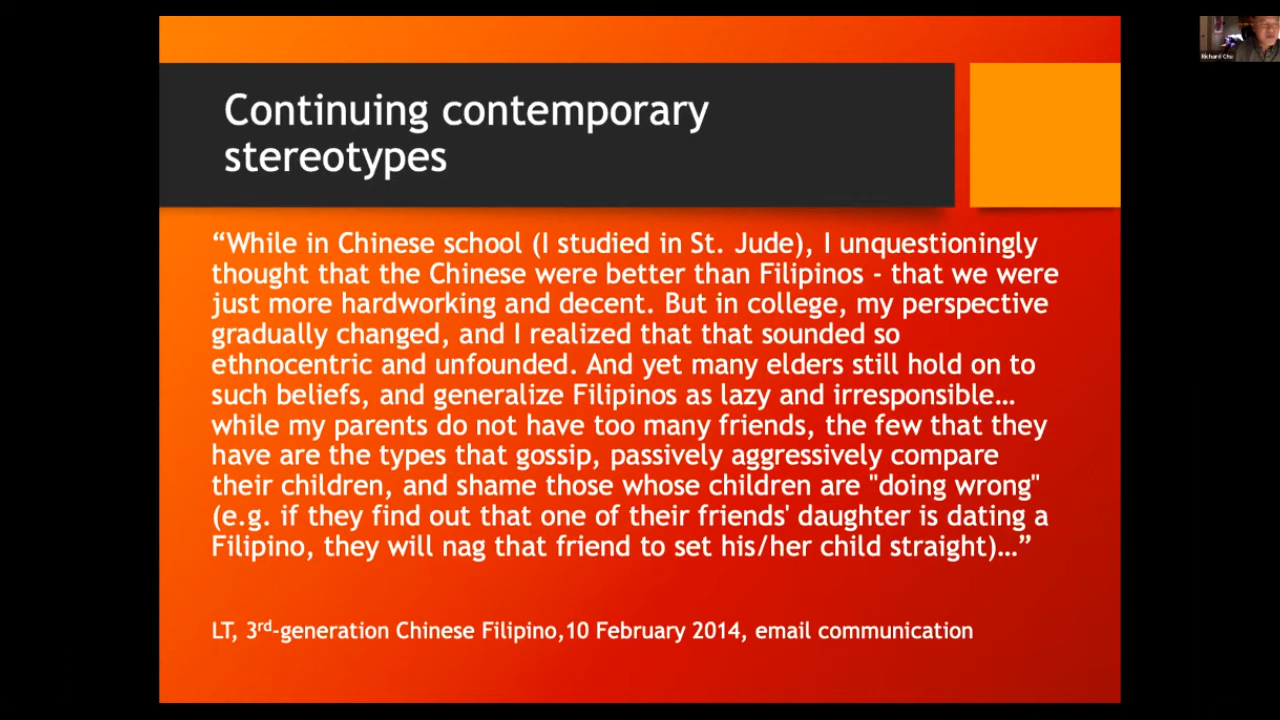 Continuing contemporary
stereotypes
“While in Chinese school (I studied in St. Jude), I unquestioningly
thought that the Chinese were better than Filipinos - that we were
just more hardworking and decent. But in college, my perspective
gradually changed, and I realized that that sounded so
ethnocentric and unfounded. And yet many elders still hold on to
such beliefs, and generalize Filipinos as lazy and irresponsible…
while my parents do not have too many friends, the few that they
have are the types that gossip, passively aggressively compare
their children, and shame those whose children are "doing wrong"
(e.g. if they find out that one of their friends' daughter is dating a
Filipino, they will nag that friend to set his/her child straight)…”
LT, 3rd-generation Chinese Filipino,10 February 2014, email communication
Richard Chu